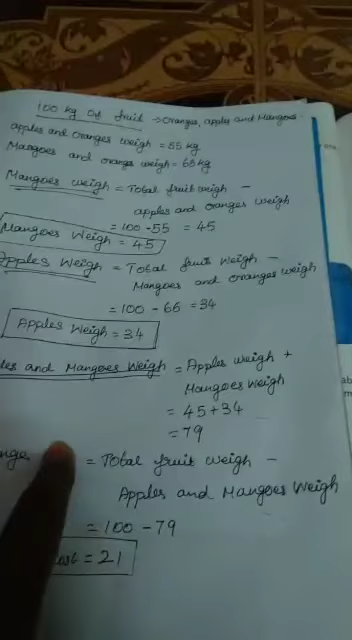 100 kg of fruit → Oranges, apples and Mangoes.
apples and Oranges weigh = 55 kg
Mangoes and oranges weigh = 66 kg
Mangoes weigh = Total fruit weigh -
apples and oranges weigh
= 100 - 55 = 45
Mangoes Weigh = 45
Apples Weigh = Total fruit Weigh -
Mangoes and oranges weigh
= 100 - 66 = 34
Apples Weigh = 34
les and Mangoes Weigh = Apples weigh +
Mangoes Weigh
= 45 + 34
= 79
= Total fruit weigh -
Apples and Mangoes Weigh
= 100 - 79
= 21